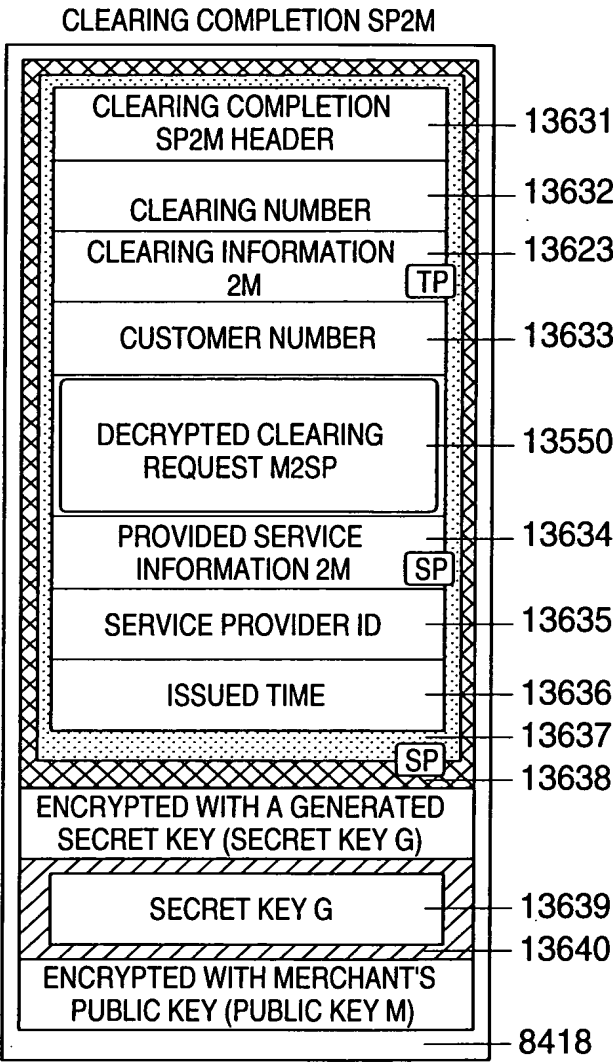 CLEARING COMPLETION SP2M
CLEARING COMPLETION
SP2M HEADER
13631
CLEARING NUMBER
13632
CLEARING INFORMATION
2M
TP
13623
CUSTOMER NUMBER
13633
DECRYPTED CLEARING
REQUEST M2SP
13550
PROVIDED SERVICE
INFORMATION 2M
SP
13634
SERVICE PROVIDER ID
13635
ISSUED TIME
13636
13637
SP
13638
ENCRYPTED WITH A GENERATED
SECRET KEY (SECRET KEY G)
SECRET KEY G
13639
13640
ENCRYPTED WITH MERCHANT'S
PUBLIC KEY (PUBLIC KEY M)
8418